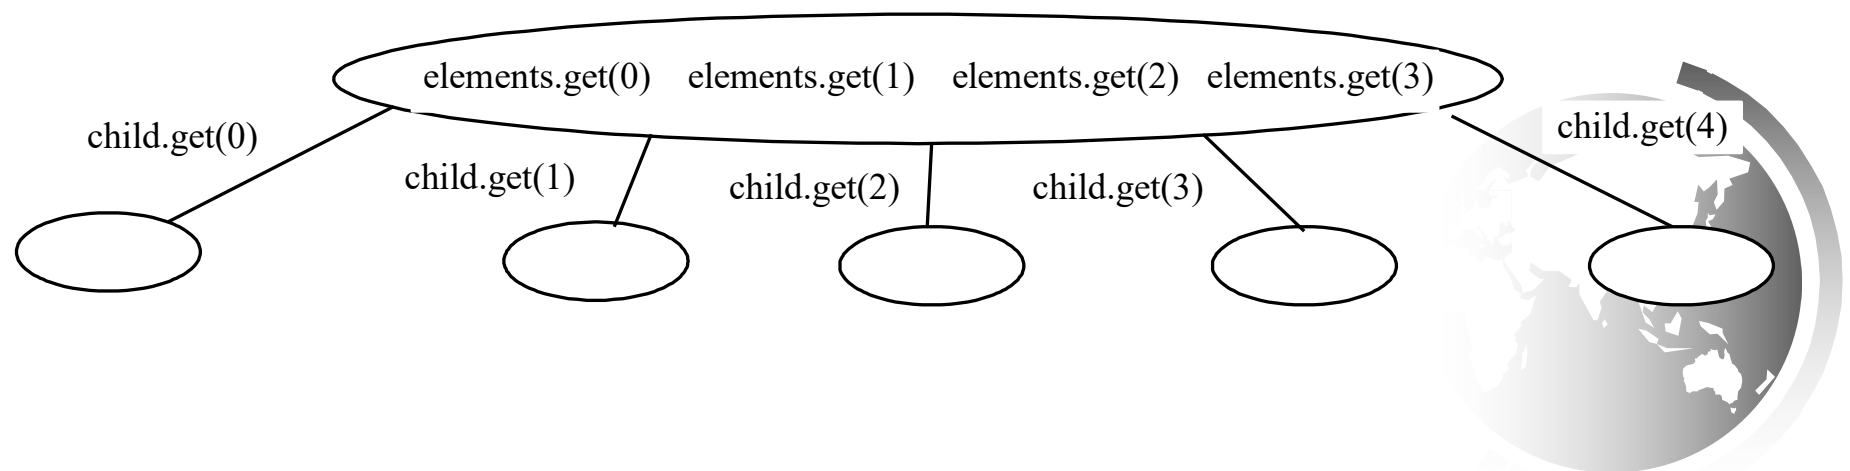 elements.get(0) elements.get(1) elements.get(2) elements.get(3)
child.get(0)
child.get(1)
child.get(2)
child.get(3)
child.get(4)